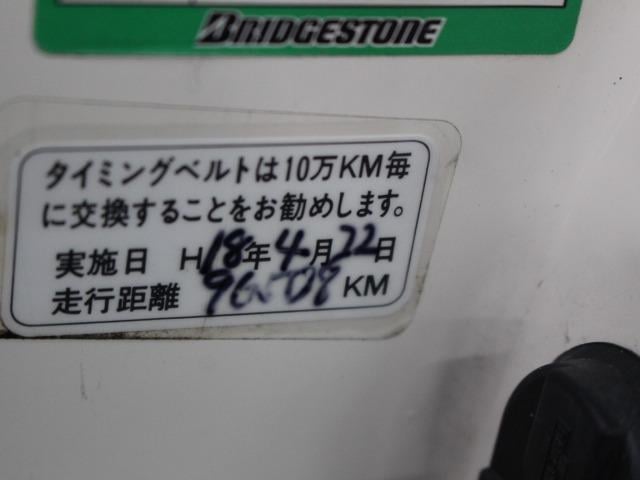 BRIDGESTONE
タイミングベルトは10万KM毎
に交換することをお勧めします。
実施日 H18年4月22日
走行距離 KM